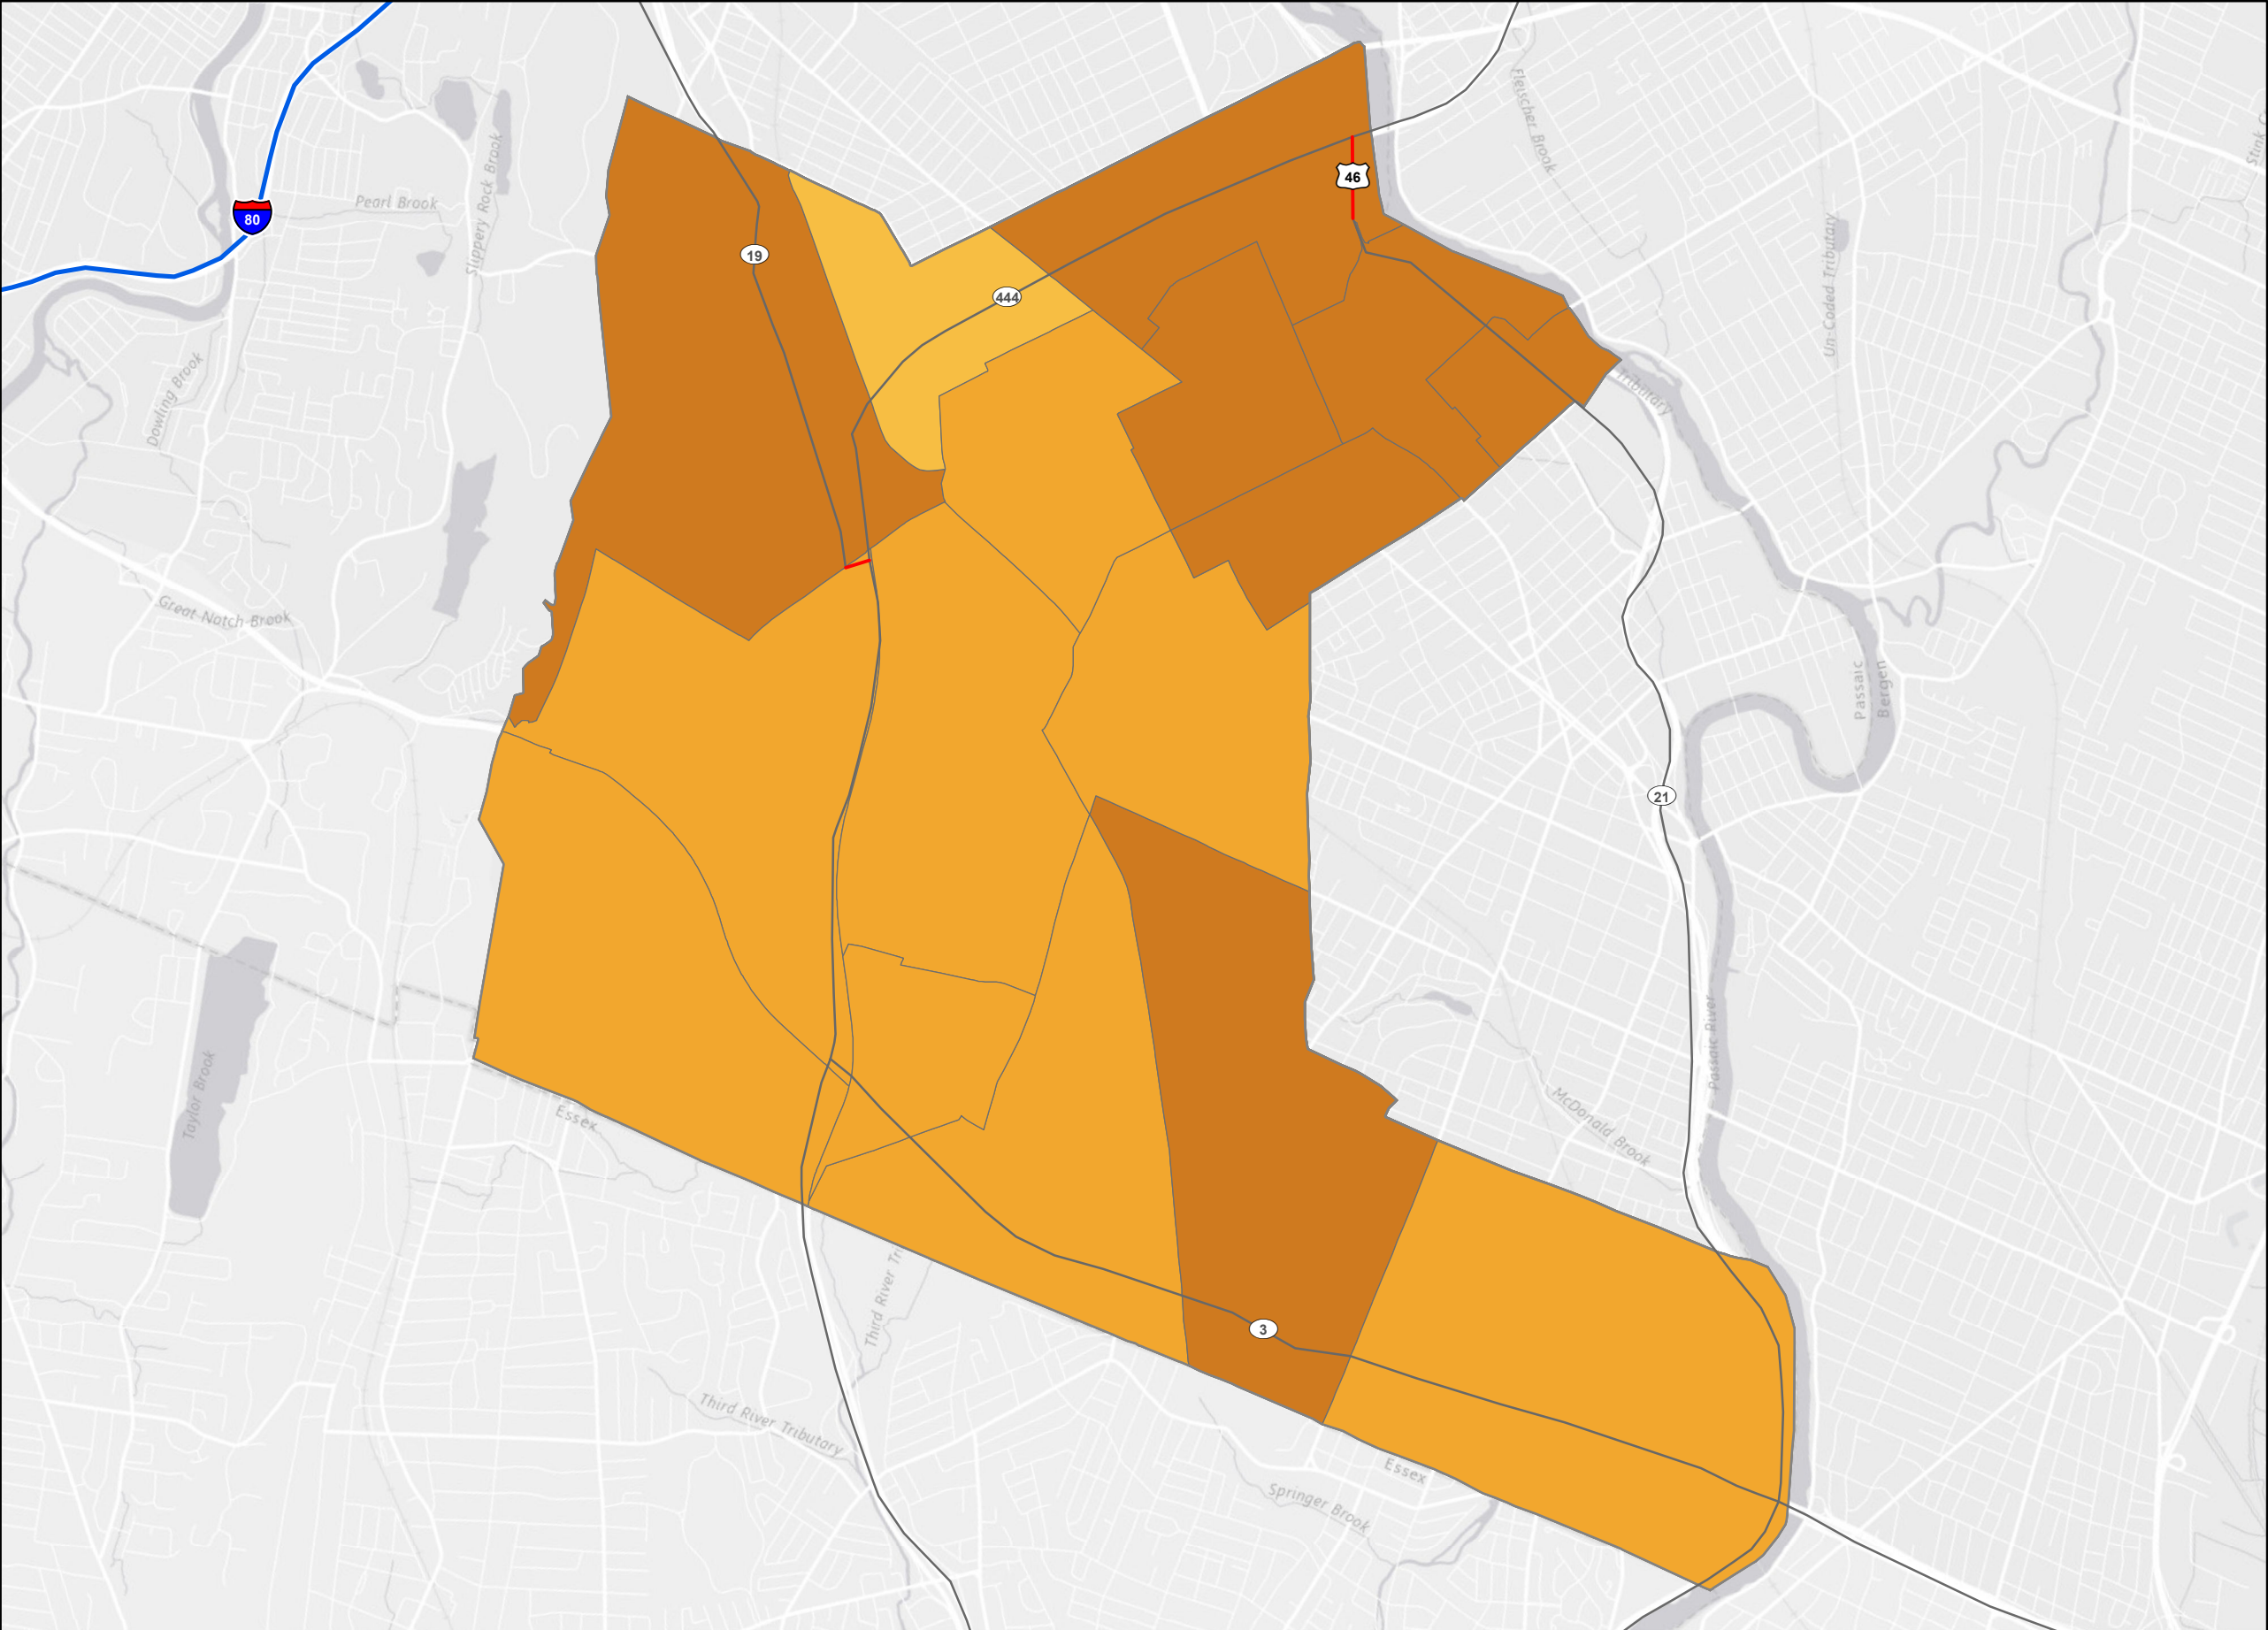 Fleischer Brook
Stink C
Slippery Rock Brook
46
Pearl Brook
80
Un-Coded Tributary
19
444
Dowling Brook
Tributary
Great Notch-Brook
Passaic
Bergen
21
Passaic River
Taylor Brook
Essex
McDonald Brook
Third River Tri
3
Third River Tributary
Essex
Springer Brook